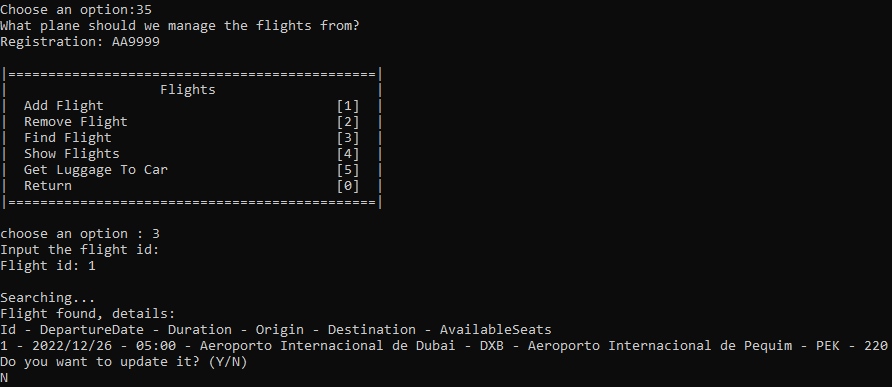 Choose an option:35
What plane should we manage the flights from?
Registration: AA9999
|==============================================|
|                   Flights                    |
|  Add Flight                             [1]  |
|  Remove Flight                          [2]  |
|  Find Flight                            [3]  |
|  Show Flights                           [4]  |
|  Get Luggage To Car                     [5]  |
|  Return                                 [0]  |
|==============================================|
choose an option : 3
Input the flight id:
Flight id: 1
Searching...
Flight found, details:
Id - DepartureDate - Duration - Origin - Destination - AvailableSeats
1 - 2022/12/26 - 05:00 - Aeroporto Internacional de Dubai - DXB - Aeroporto Internacional de Pequim - PEK - 220
Do you want to update it? (Y/N)
N